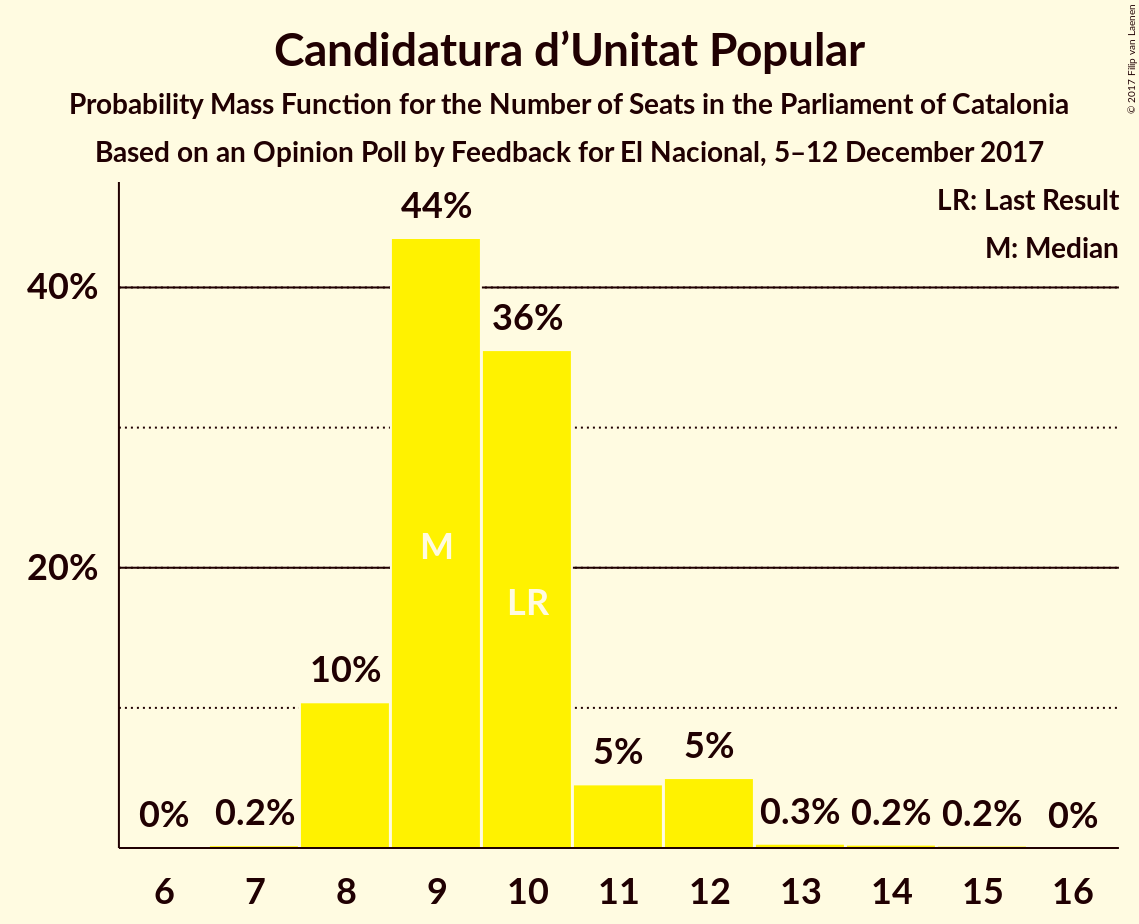 Candidatura d’Unitat Popular
Probability Mass Function for the Number of Seats in the Parliament of Catalonia
Based on an Opinion Poll by Feedback for El Nacional, 5–12 December 2017
© 2017 Filip van Laenen
LR: Last Result
M: Median
40%
20%
0%
0.2%
10%
44%
36%
5%
5%
0.3%
0.2%
0.2%
0%
M
LR
6 7 8 9 10 11 12 13 14 15 16